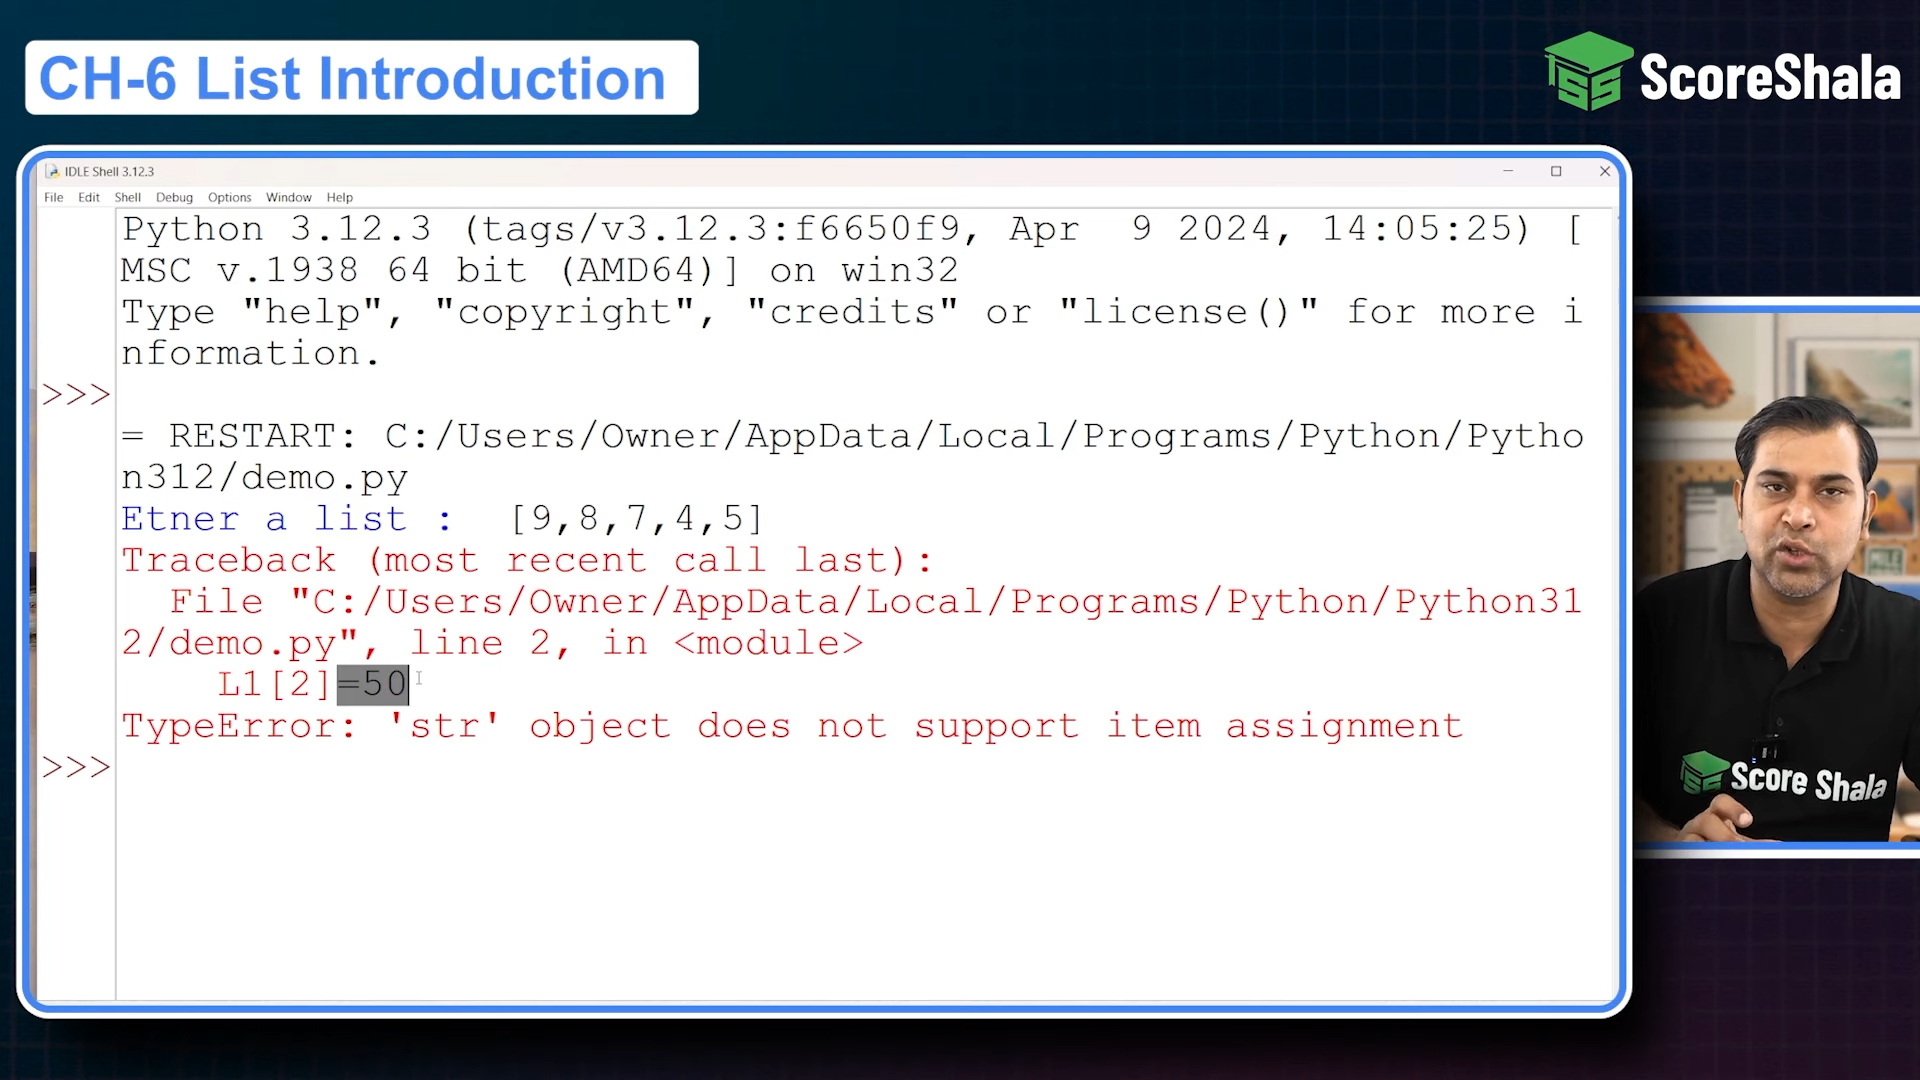 CH-6 List Introduction
ScoreShala
IDLE Shell 3.12.3
File Edit Shell Debug Options Window Help
Python 3.12.3 (tags/v3.12.3:f6650f9, Apr  9 2024, 14:05:25) [
MSC v.1938 64 bit (AMD64)] on win32
Type "help", "copyright", "credits" or "license()" for more i
nformation.
>>>
= RESTART: C:/Users/Owner/AppData/Local/Programs/Python/Pytho
n312/demo.py
Etner a list :  [9,8,7,4,5]
Traceback (most recent call last):
  File "C:/Users/Owner/AppData/Local/Programs/Python/Python31
2/demo.py", line 2, in <module>
    L1[2]=50
TypeError: 'str' object does not support item assignment
>>>
Score Shala